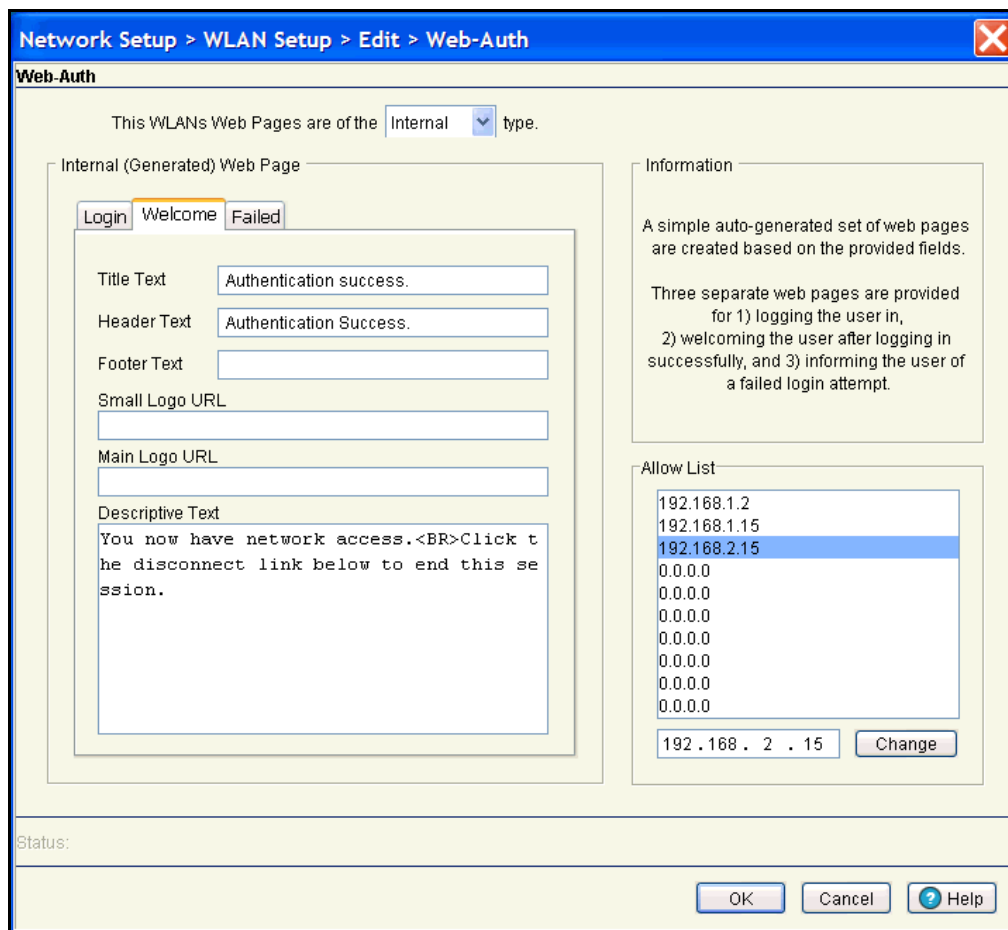 Network Setup > WLAN Setup > Edit > Web-Auth
Web-Auth
This WLANs Web Pages are of the Internal type.
Internal (Generated) Web Page
Login Welcome Failed
Title Text Authentication success.
Header Text Authentication Success.
Footer Text
Small Logo URL
Main Logo URL
Descriptive Text
You now have network access.<BR>Click t
he disconnect link below to end this se
ssion.
Information
A simple auto-generated set of web pages
are created based on the provided fields.
Three separate web pages are provided
for 1) logging the user in,
2) welcoming the user after logging in
successfully, and 3) informing the user of
a failed login attempt.
Allow List
192.168.1.2
192.168.1.15
192.168.2.15
0.0.0.0
0.0.0.0
0.0.0.0
0.0.0.0
0.0.0.0
0.0.0.0
0.0.0.0
192.168. 2 . 15 Change
Status:
OK Cancel ? Help